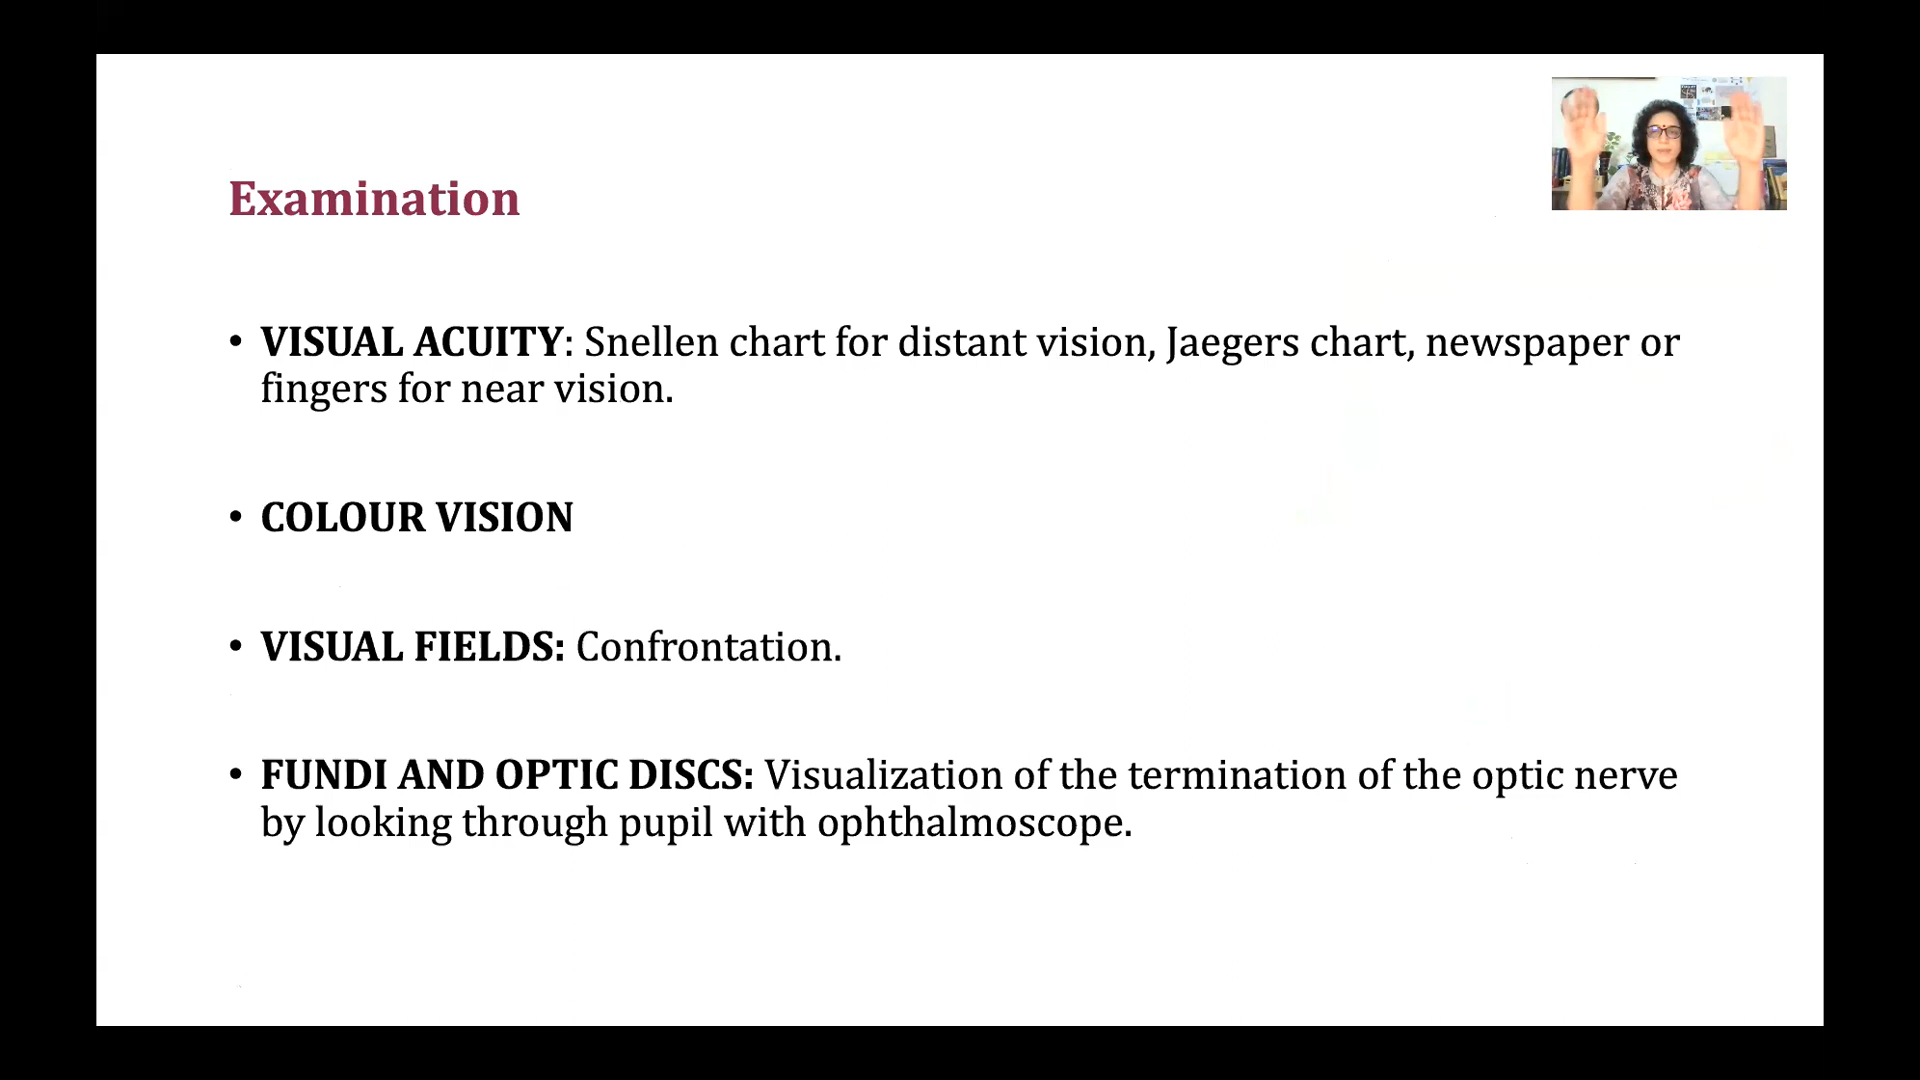 Examination
• VISUAL ACUITY: Snellen chart for distant vision, Jaegers chart, newspaper or
fingers for near vision.
• COLOUR VISION
• VISUAL FIELDS: Confrontation.
• FUNDI AND OPTIC DISCS: Visualization of the termination of the optic nerve
by looking through pupil with ophthalmoscope.